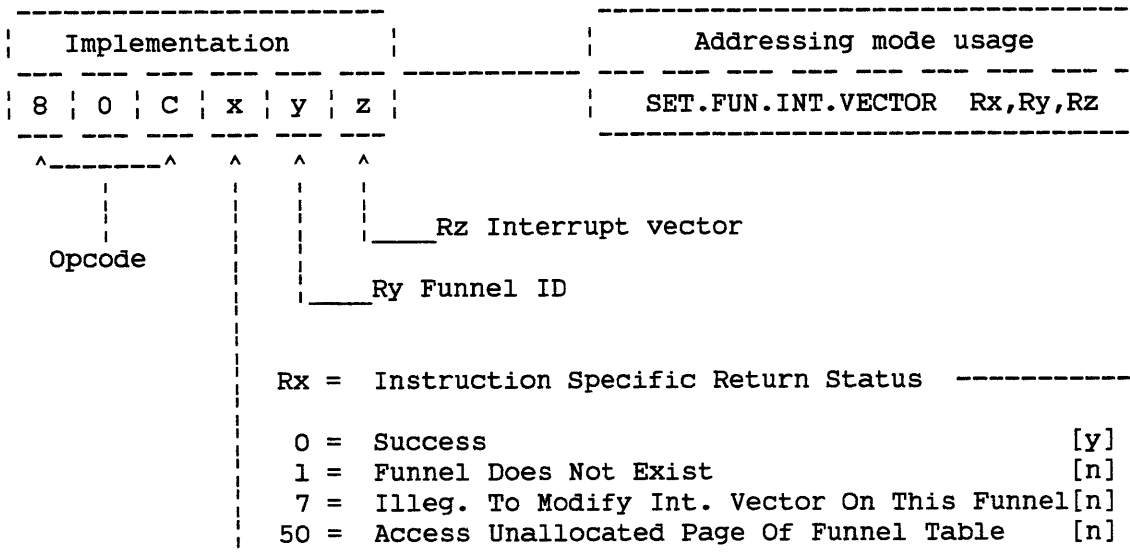 Implementation Addressing mode usage
8 0 C x y z SET.FUN.INT.VECTOR Rx,Ry,Rz
Rz Interrupt vector
Opcode
Ry Funnel ID
Rx = Instruction Specific Return Status
0 = Success [y]
1 = Funnel Does Not Exist [n]
7 = Illeg. To Modify Int. Vector On This Funnel[n]
50 = Access Unallocated Page Of Funnel Table [n]